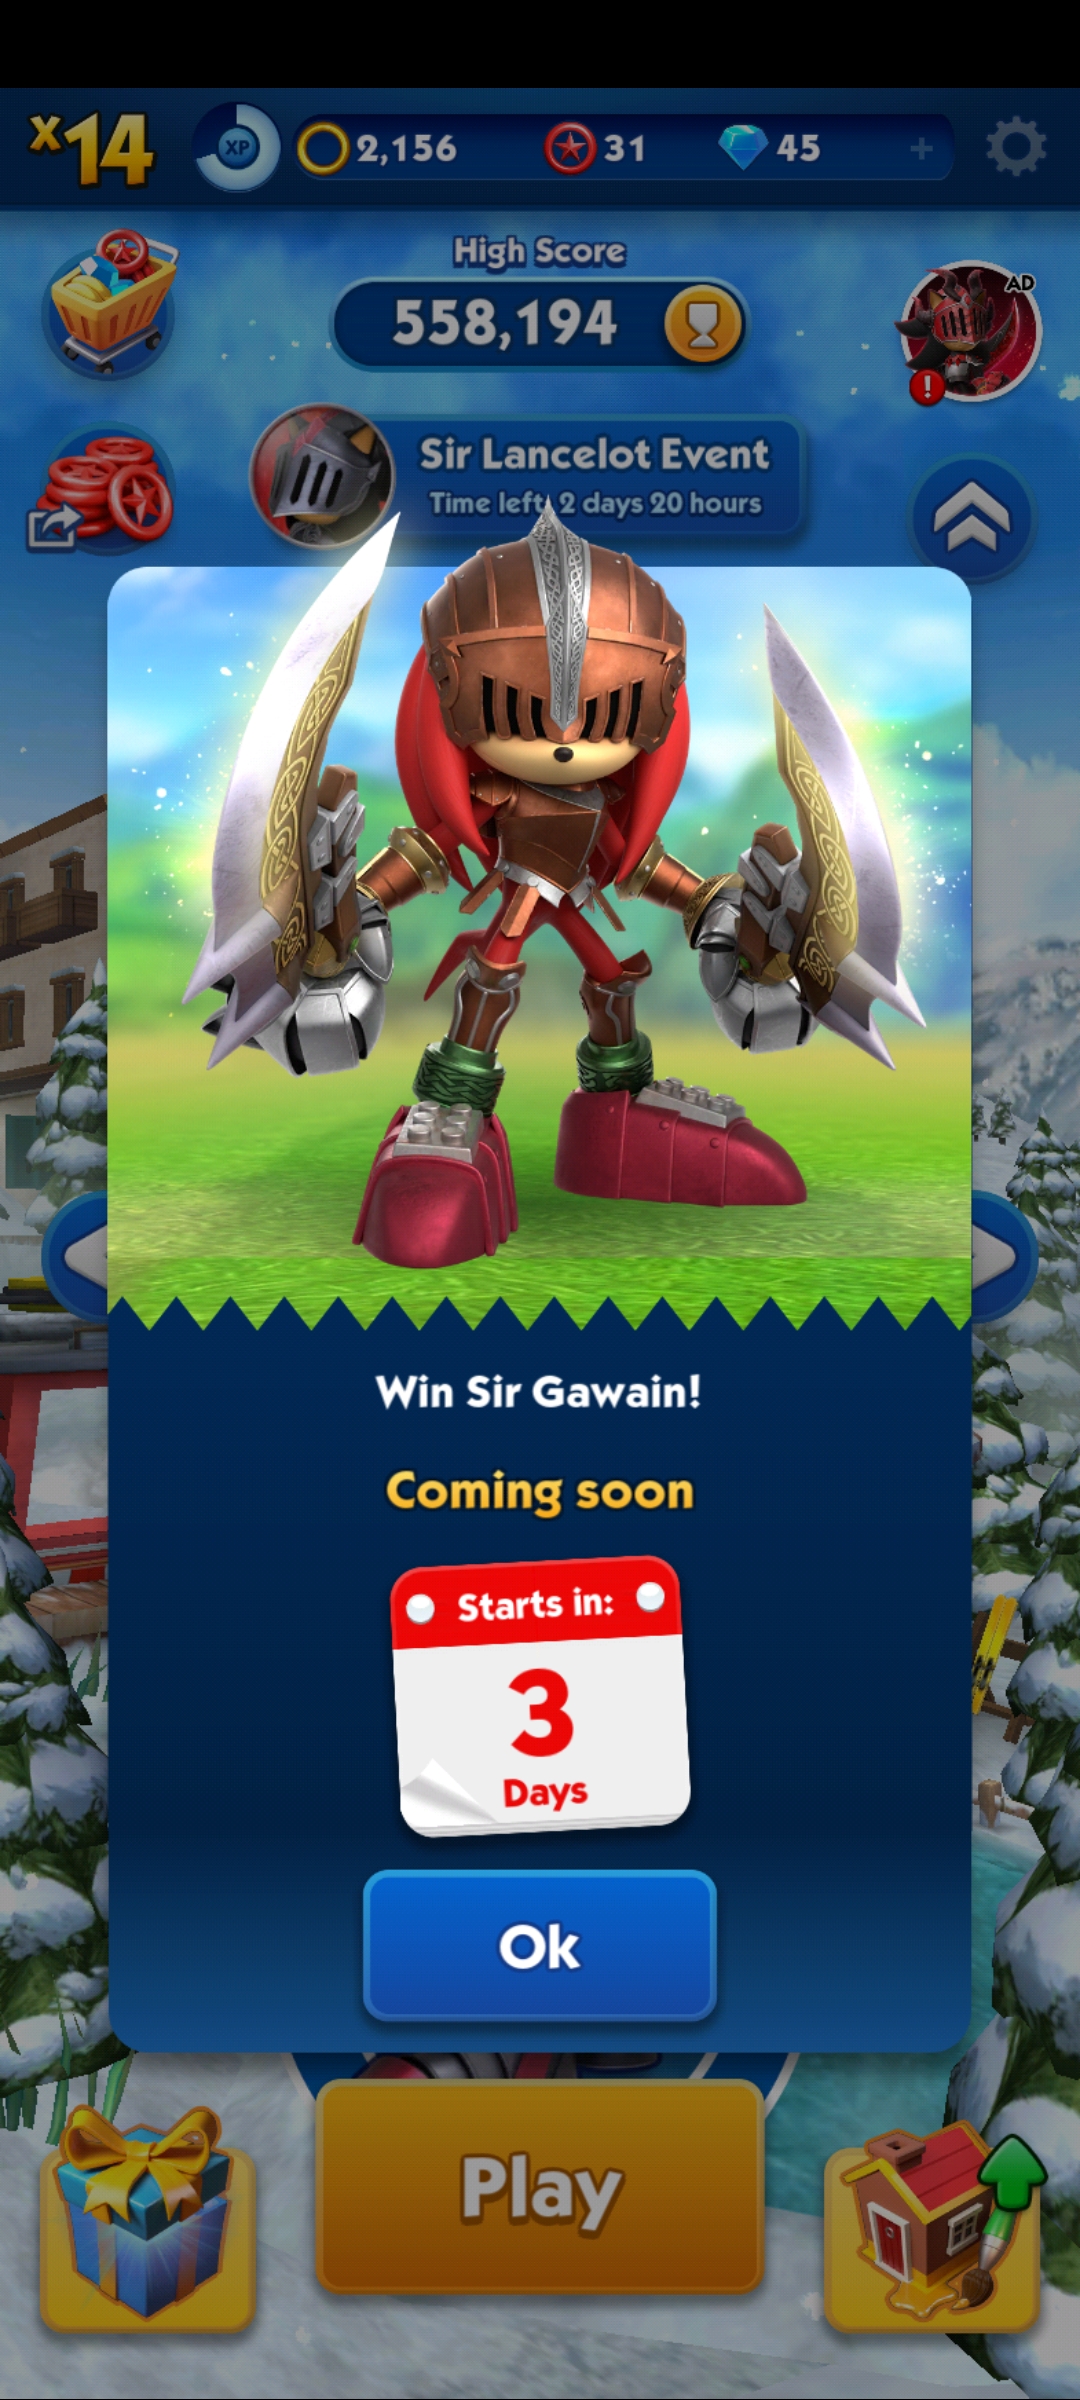 x14
XP
2,156
31
45
+
High Score
558,194
AD
!
Sir Lancelot Event
Time left: 2 days 20 hours
Win Sir Gawain!
Coming soon
Starts in:
3
Days
Ok
Play